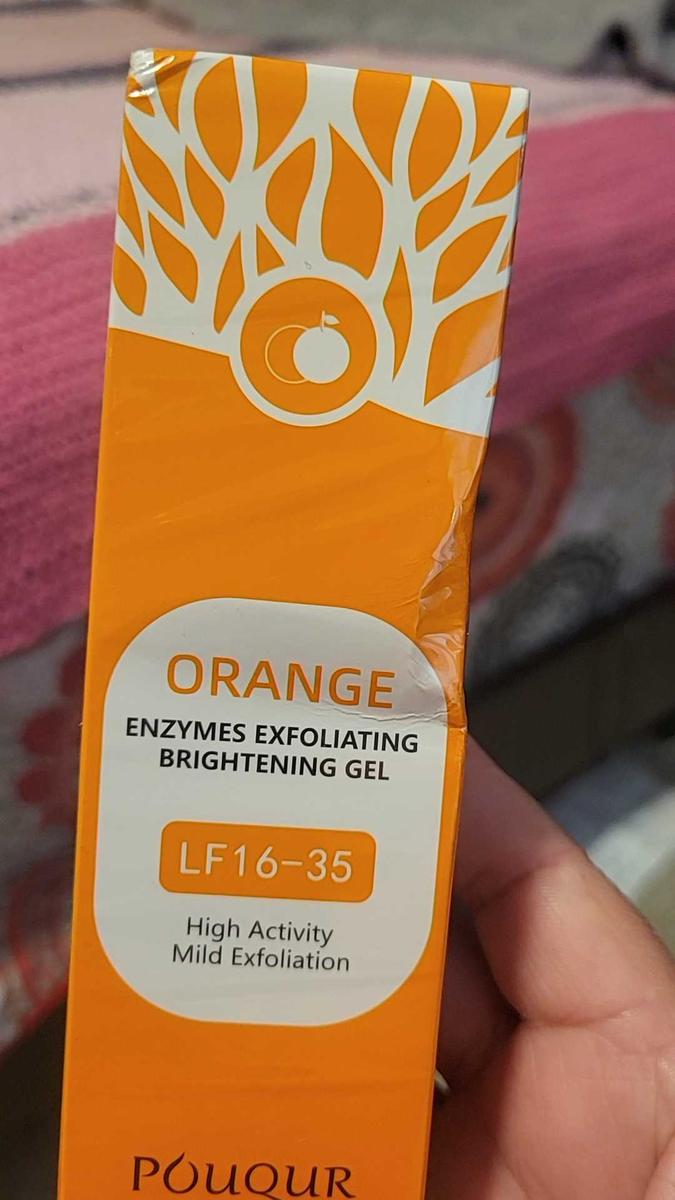 ORANGE
ENZYMES EXFOLIATING
BRIGHTENING GEL
LF16-35
High Activity
Mild Exfoliation
POUQUR